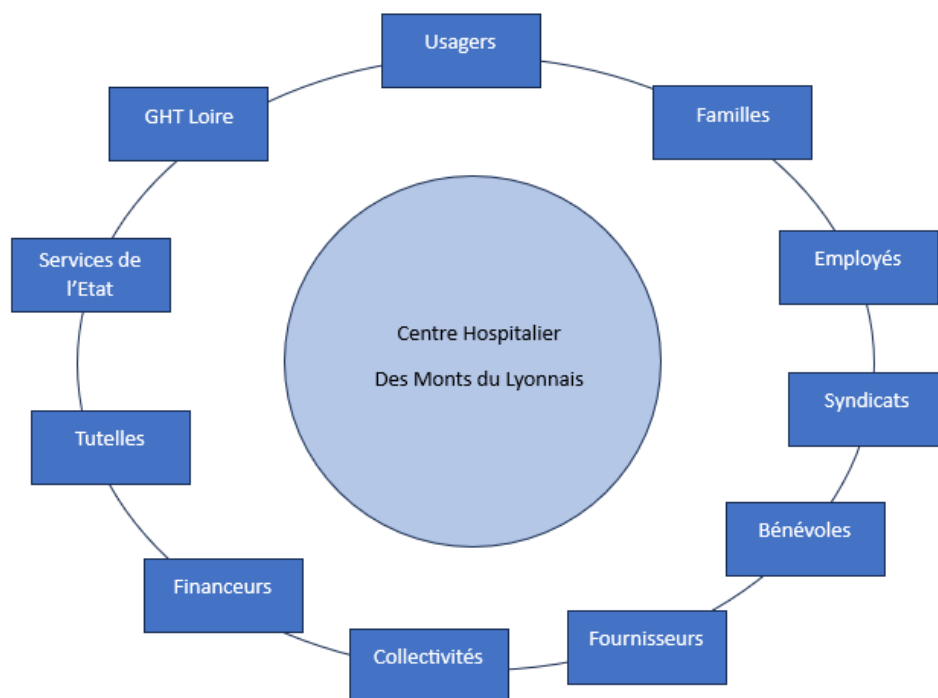 Usagers
Familles
GHT Loire
Employés
Services de
l'Etat
Centre Hospitalier
Des Monts du Lyonnais
Syndicats
Tutelles
Bénévoles
Financeurs
Fournisseurs
Collectivités